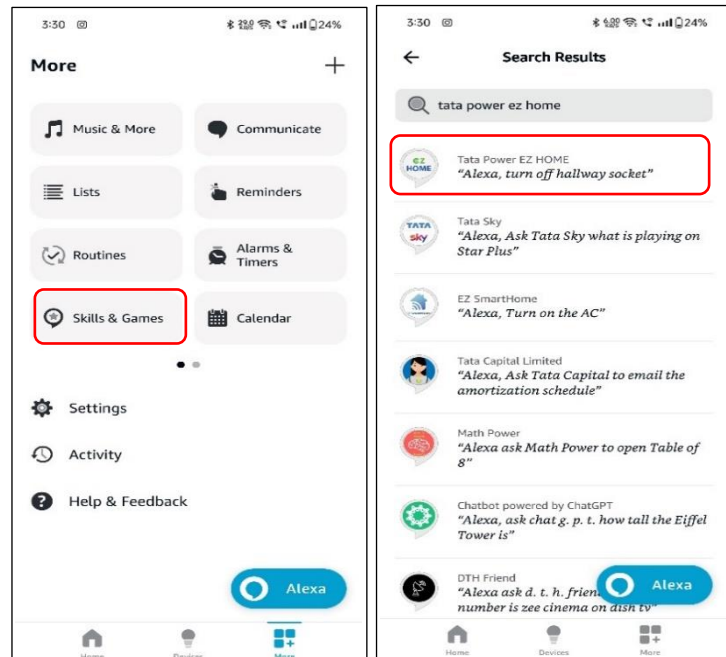 3:30 24%
More +
Music & More Communicate
Lists Reminders
Routines Alarms &
Timers
Skills & Games Calendar
Settings
Activity
Help & Feedback
Alexa
Home Devices More
3:30 24%
Search Results
tata power ez home
EZ
HOME
Tata Power EZ HOME
“Alexa, turn off hallway socket”
TATA
sky
Tata Sky
“Alexa, Ask Tata Sky what is playing on
Star Plus”
EZ SmartHome
“Alexa, Turn on the AC”
Tata Capital Limited
“Alexa, Ask Tata Capital to email the
amortization schedule”
Math Power
“Alexa ask Math Power to open Table of
8”
Chatbot powered by ChatGPT
“Alexa, ask chat g. p. t. how tall the Eiffel
Tower is”
DTH Friend
“Alexa ask d. t. h.
number is zee cinema on dish tv”
Alexa
Home Devices More